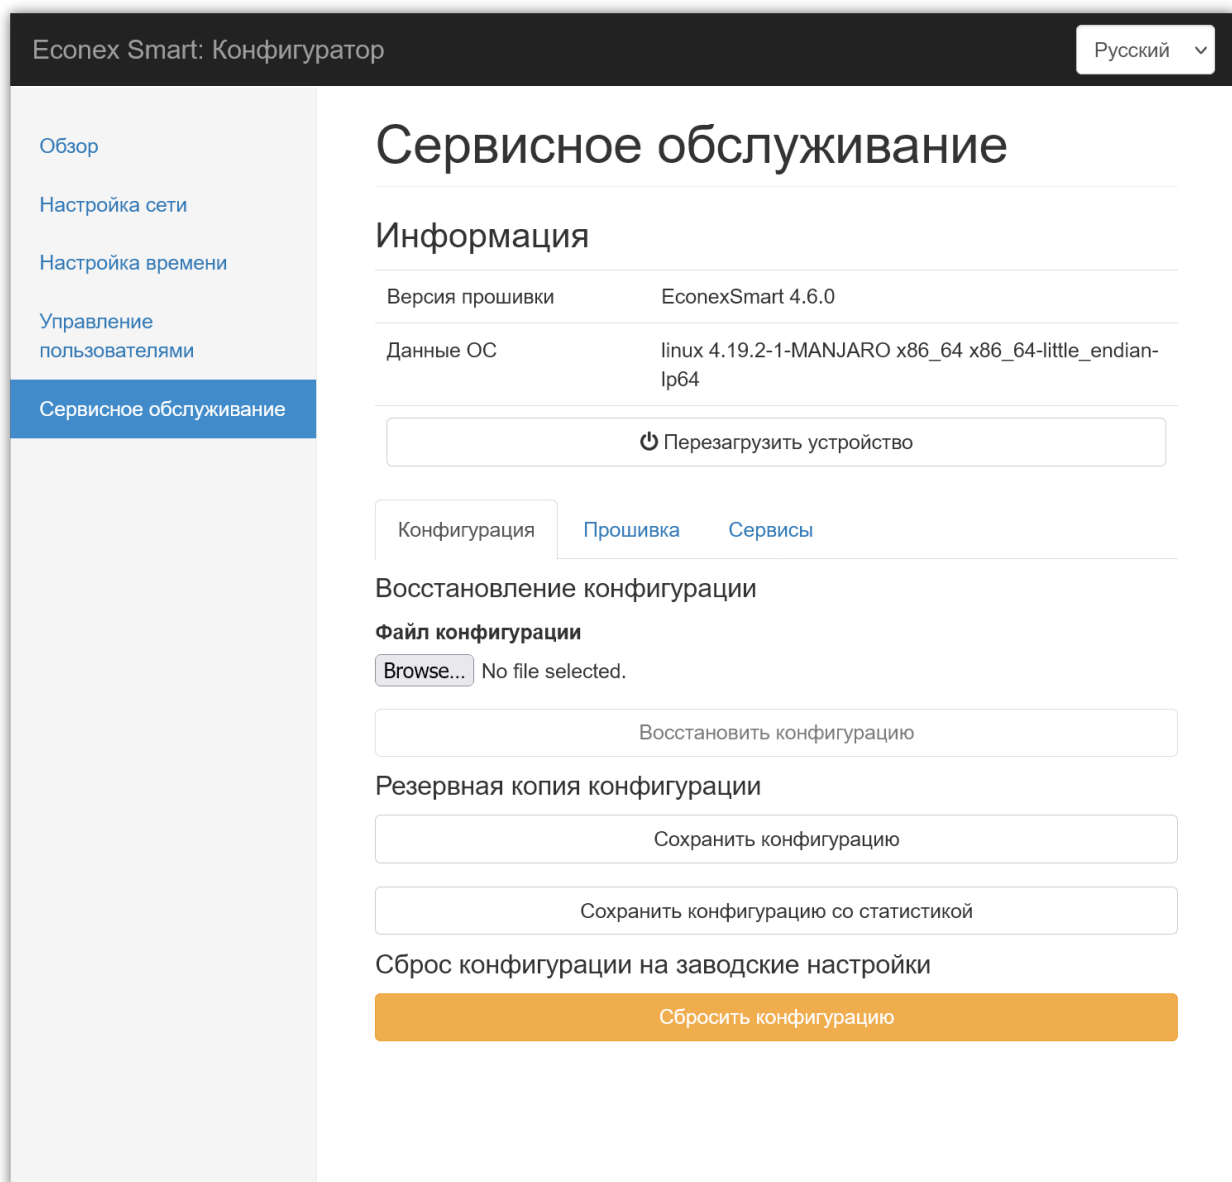 Econex Smart: Конфигуратор
Русский
Обзор
Настройка сети
Настройка времени
Управление
пользователями
Сервисное обслуживание
Сервисное обслуживание
Информация
Версия прошивки EconexSmart 4.6.0
Данные ОС linux 4.19.2-1-MANJARO x86_64 x86_64-little_endian-
lp64
Перезагрузить устройство
Конфигурация Прошивка Сервисы
Восстановление конфигурации
Файл конфигурации
Browse... No file selected.
Восстановить конфигурацию
Резервная копия конфигурации
Сохранить конфигурацию
Сохранить конфигурацию со статистикой
Сброс конфигурации на заводские настройки
Сбросить конфигурацию